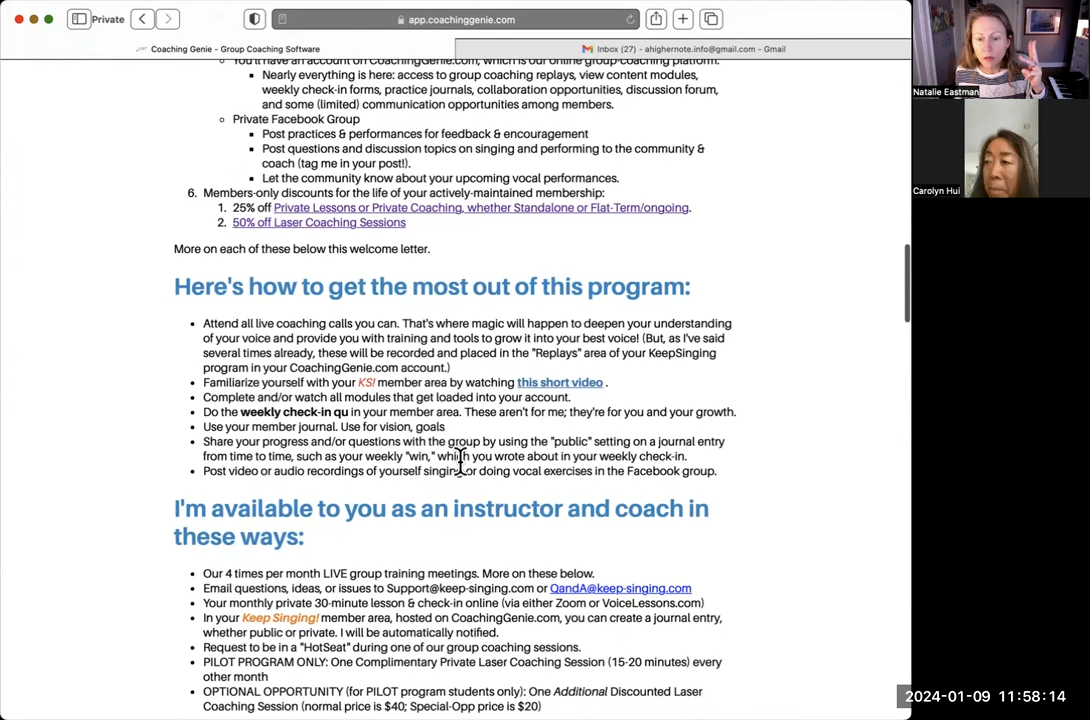 Private
app.coachinggenie.com
Coaching Genie - Group Coaching Software
Inbox (27) - ahighernote.info@gmail.com - Gmail
You'll have an account on CoachingGenie.com, which is our online group-coaching platform.
Nearly everything is here: access to group coaching replays, view content modules,
weekly check-in forms, practice journals, collaboration opportunities, discussion forum,
and some (limited) communication opportunities among members.
Private Facebook Group
Post practices & performances for feedback & encouragement
Post questions and discussion topics on singing and performing to the community &
coach (tag me in your post!).
Let the community know about your upcoming vocal performances.
6. Members-only discounts for the life of your actively-maintained membership:
1. 25% off Private Lessons or Private Coaching, whether Standalone or Flat-Term/ongoing.
2. 50% off Laser Coaching Sessions
More on each of these below this welcome letter.
Here's how to get the most out of this program:
Attend all live coaching calls you can. That's where magic will happen to deepen your understanding
of your voice and provide you with training and tools to grow it into your best voice! (But, as I've said
several times already, these will be recorded and placed in the "Replays" area of your KeepSinging
program in your CoachingGenie.com account.)
Familiarize yourself with your KS! member area by watching this short video .
Complete and/or watch all modules that get loaded into your account.
Do the weekly check-in qu in your member area. These aren't for me; they're for you and your growth.
Use your member journal. Use for vision, goals
Share your progress and/or questions with the group by using the "public" setting on a journal entry
from time to time, such as your weekly "win," which you wrote about in your weekly check-in.
Post video or audio recordings of yourself singing or doing vocal exercises in the Facebook group.
I'm available to you as an instructor and coach in
these ways:
Our 4 times per month LIVE group training meetings. More on these below.
Email questions, ideas, or issues to Support@keep-singing.com or QandA@keep-singing.com
Your monthly private 30-minute lesson & check-in online (via either Zoom or VoiceLessons.com)
In your Keep Singing! member area, hosted on CoachingGenie.com, you can create a journal entry,
whether public or private. I will be automatically notified.
Request to be in a "HotSeat" during one of our group coaching sessions.
PILOT PROGRAM ONLY: One Complimentary Private Laser Coaching Session (15-20 minutes) every
other month
OPTIONAL OPPORTUNITY (for PILOT program students only): One Additional Discounted Laser
Coaching Session (normal price is $40; Special-Opp price is $20)
Natalie Eastman
Carolyn Hui
2024-01-09 11:58:14